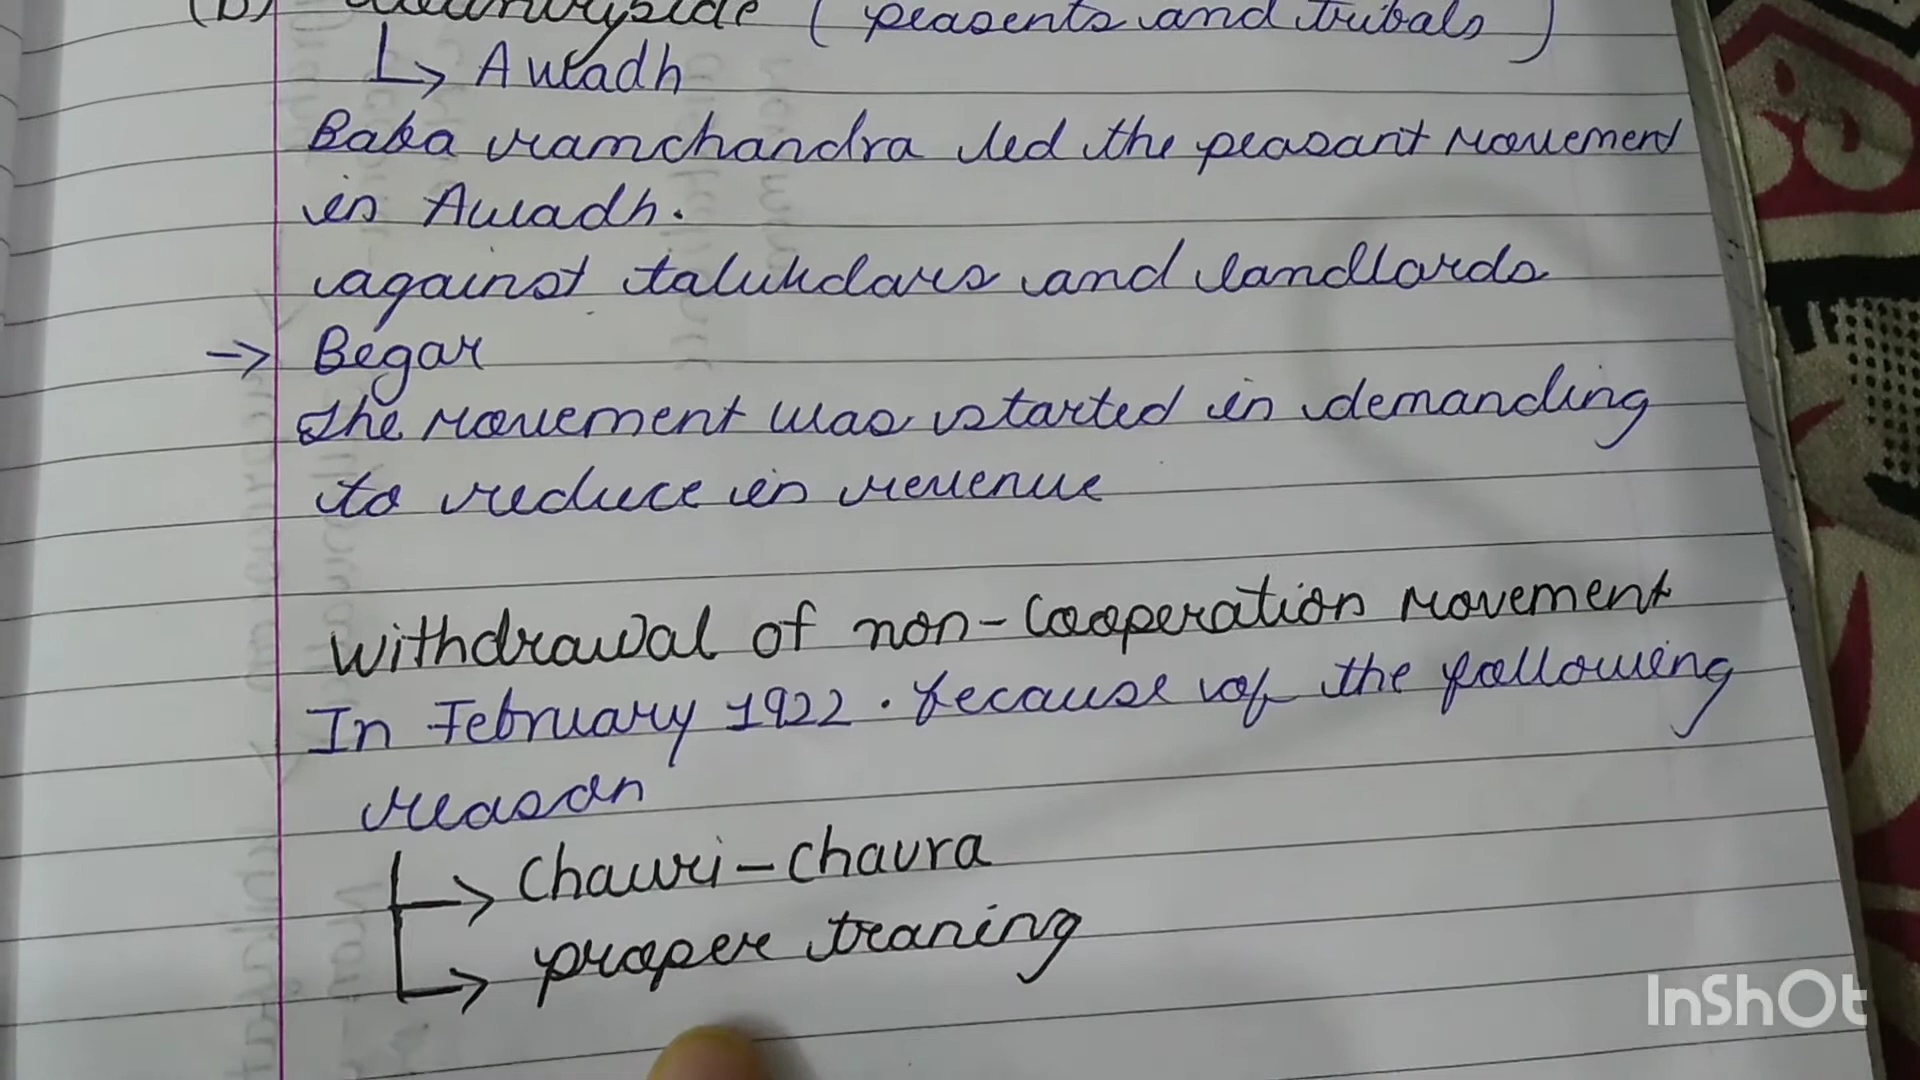 (b) countryside (peasents and tribals)
↳ Awadh
Baba ramchandra led the peasant movement
in Awadh.
against talukdars and landlards
→ Begar
The movement was started in demanding
to reduce in revenue
withdrawal of non-cooperation movement
In February 1922. because of the following
reason
→ Chauri-Chaura
→ proper traning
InShOt